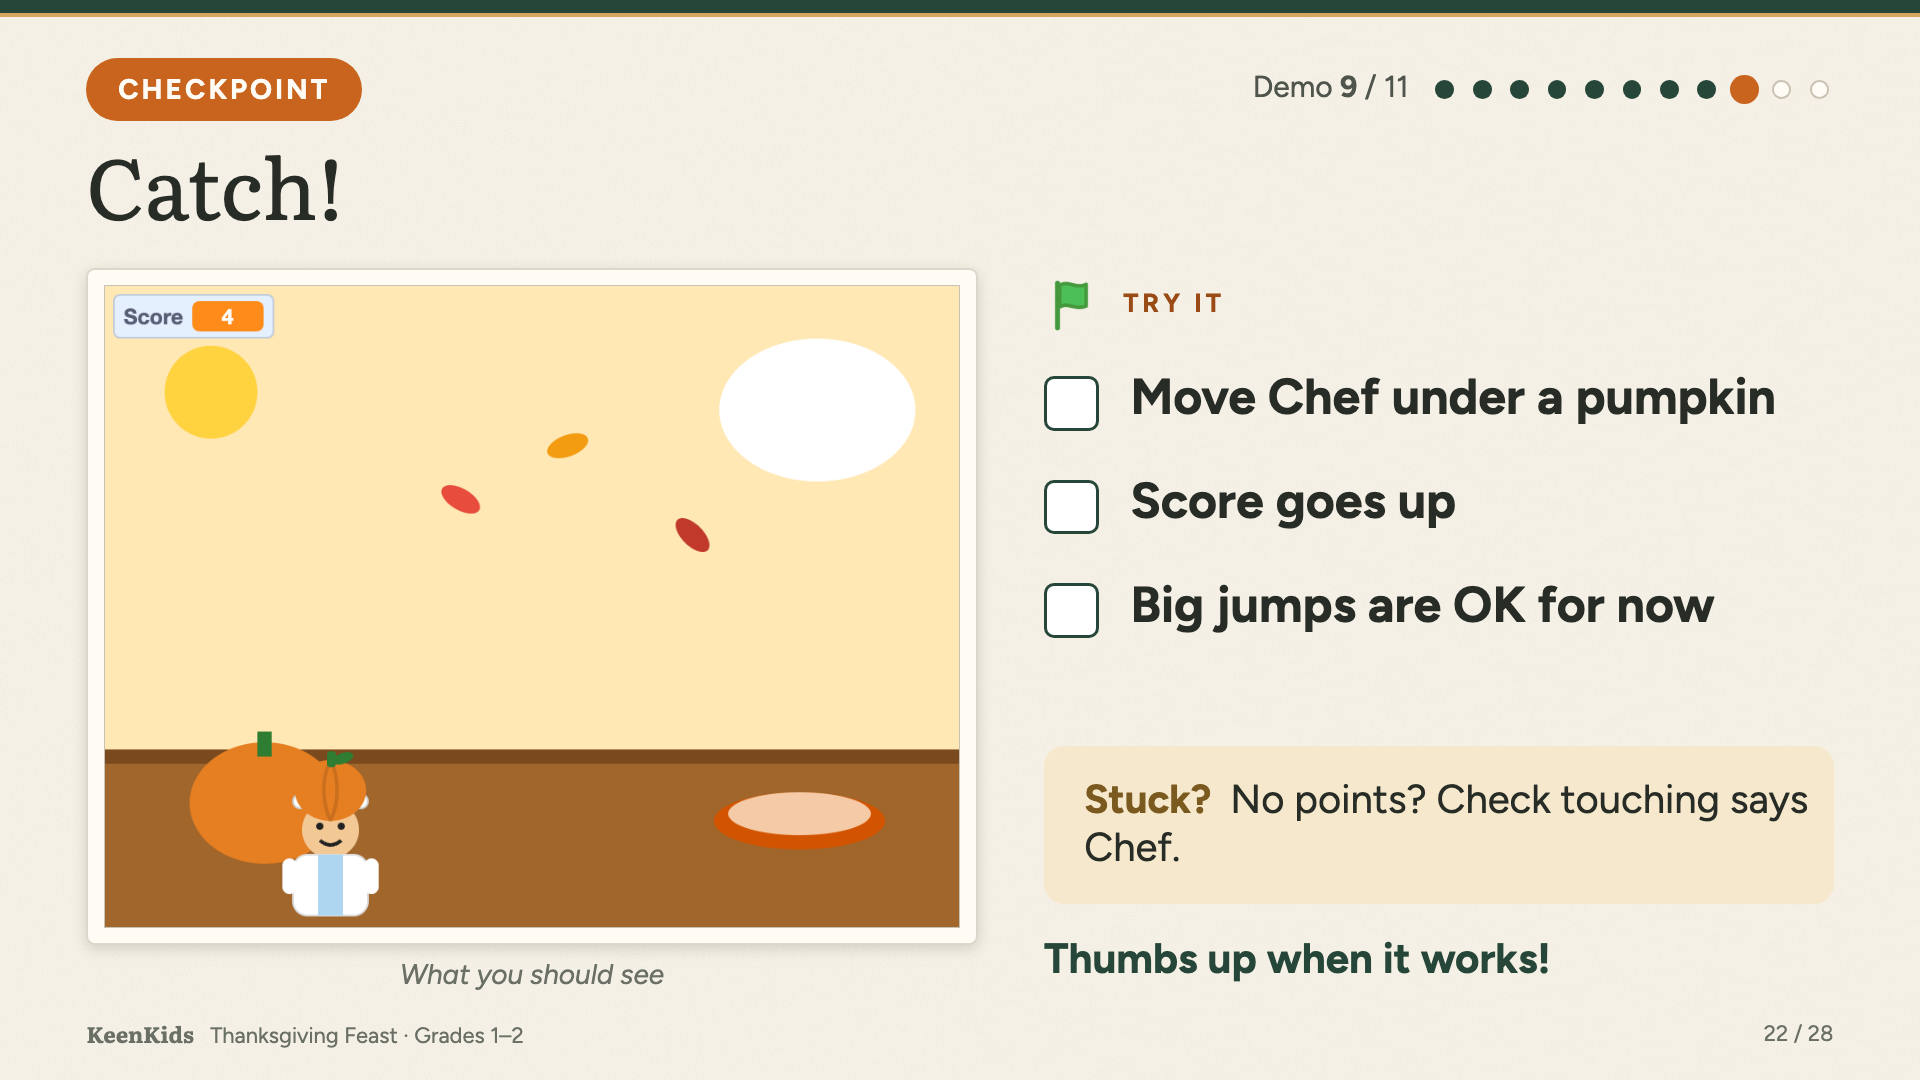 CHECKPOINT
Demo 9 / 11
Catch!
Score 4
TRY IT
Move Chef under a pumpkin
Score goes up
Big jumps are OK for now
Stuck? No points? Check touching says
Chef.
Thumbs up when it works!
What you should see
KeenKids Thanksgiving Feast · Grades 1–2
22 / 28